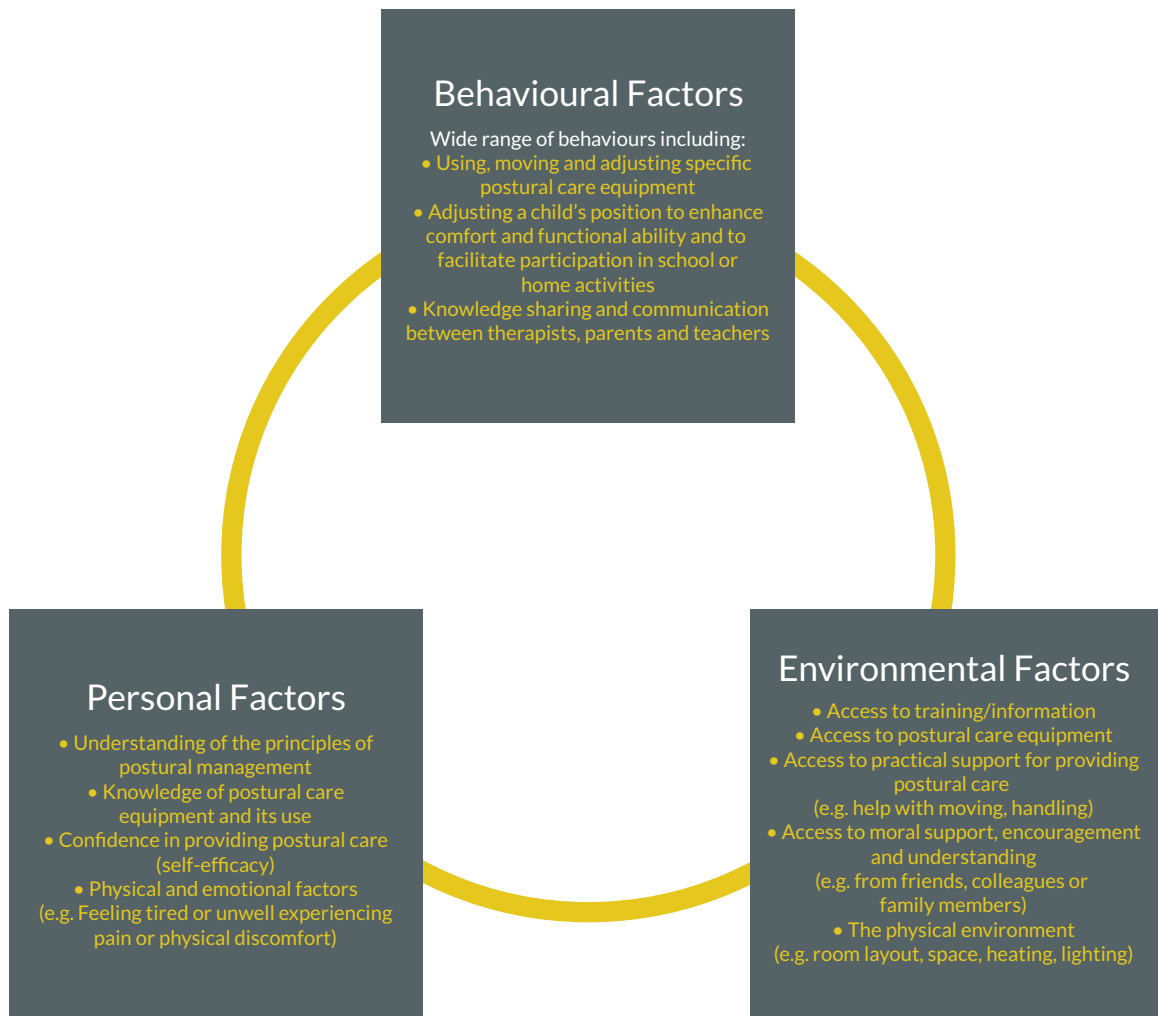 Behavioural Factors
Wide range of behaviours including:
• Using, moving and adjusting specific
postural care equipment
• Adjusting a child’s position to enhance
comfort and functional ability and to
facilitate participation in school or
home activities
• Knowledge sharing and communication
between therapists, parents and teachers
Personal Factors
• Understanding of the principles of
postural management
• Knowledge of postural care
equipment and its use
• Confidence in providing postural care
(self-efficacy)
• Physical and emotional factors
(e.g. Feeling tired or unwell experiencing
pain or physical discomfort)
Environmental Factors
• Access to training/information
• Access to postural care equipment
• Access to practical support for providing
postural care
(e.g. help with moving, handling)
• Access to moral support, encouragement
and understanding
(e.g. from friends, colleagues or
family members)
• The physical environment
(e.g. room layout, space, heating, lighting)